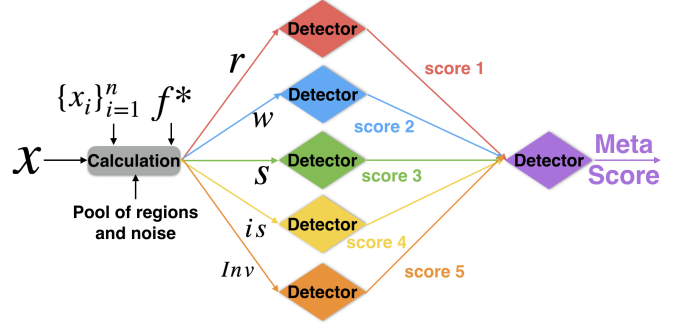 Detector
r
score 1
{x_i}_{i=1}^n f*
Detector
w
score 2
x
Calculation
Detector
s
score 3
Detector
Meta
Score
Pool of regions
and noise
Detector
is
score 4
Inv
score 5
Detector